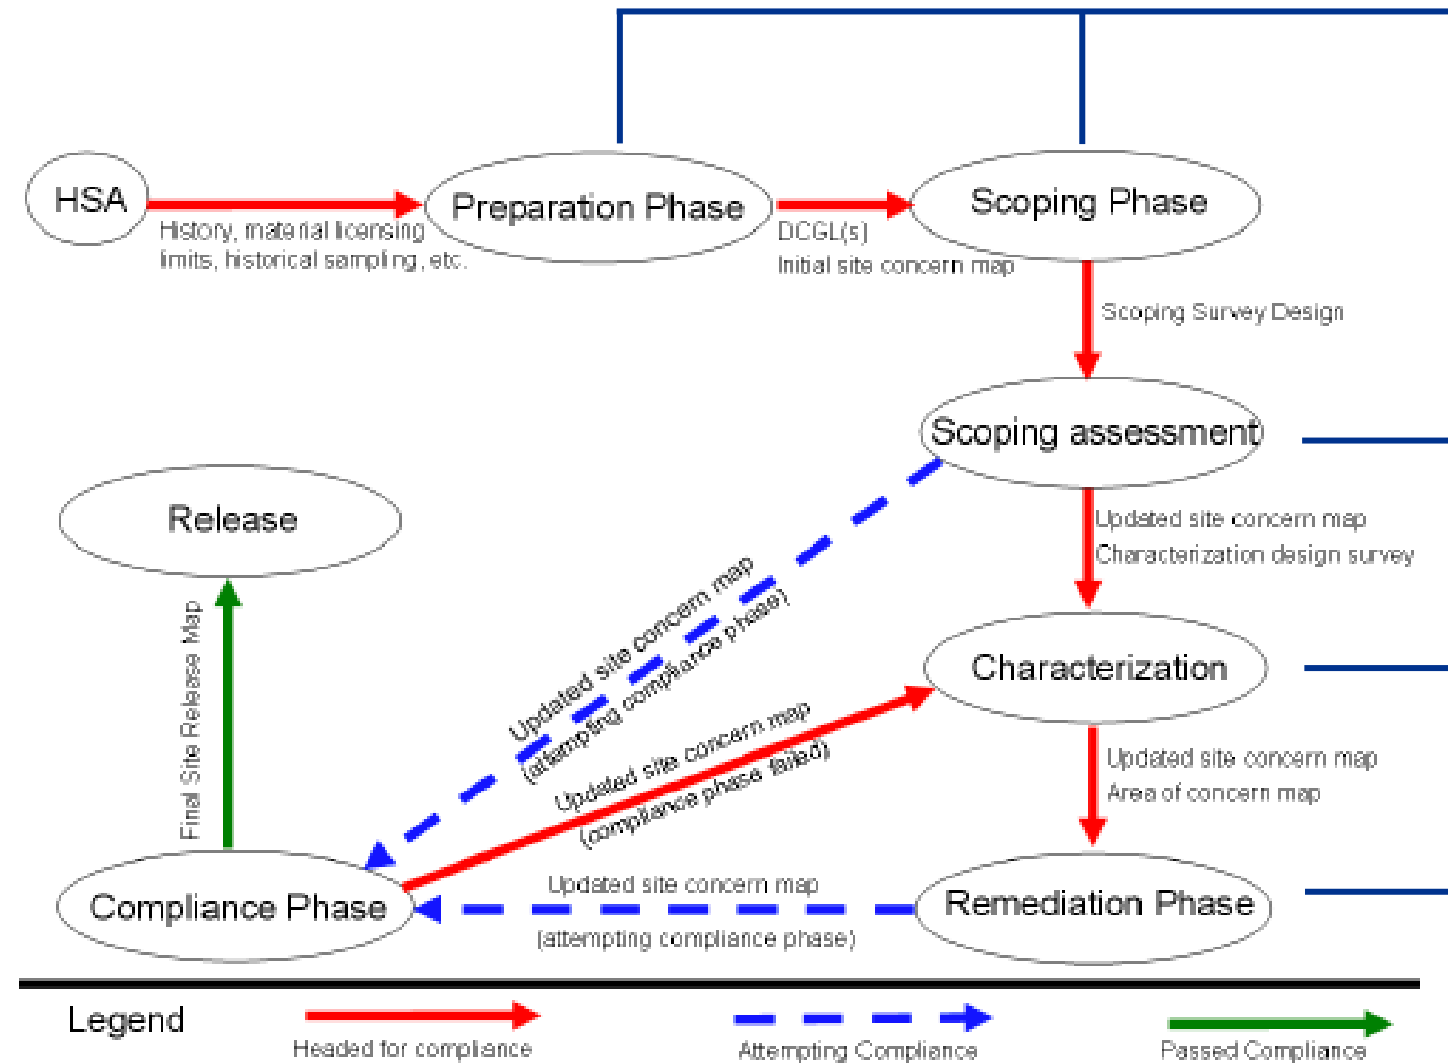 HSA
History, material licensing
limits, historical sampling, etc.
Preparation Phase
DCGL(s)
Initial site concern map
Scoping Phase
Scoping Survey Design
Scoping assessment
Updated site concern map
Characterization design survey
Release
Final Site Release Map
Updated site concern map
(attempting compliance phase)
Characterization
Updated site concern map
(compliance phase failed)
Updated site concern map
Area of concern map
Compliance Phase
Updated site concern map
(attempting compliance phase)
Remediation Phase
Legend
Headed for compliance
Attempting Compliance
Passed Compliance